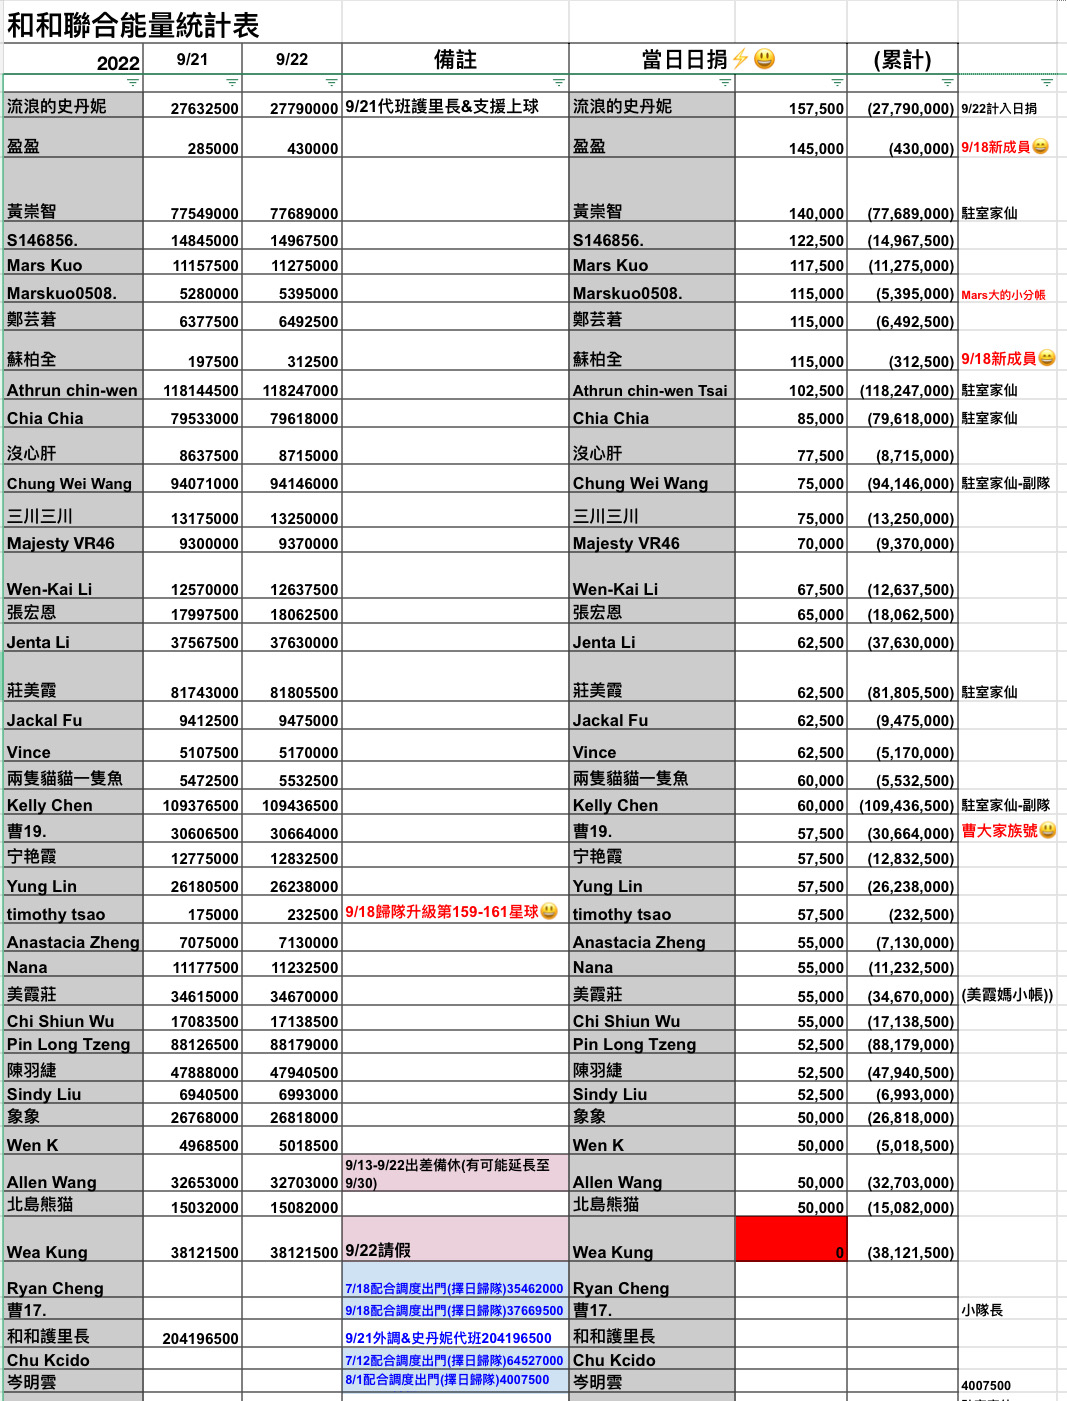 和和聯合能量統計表
2022 9/21 9/22 備註 當日日捐⚡😃 (累計)
流浪的史丹妮 27632500 27790000 9/21代班護里長&支援上球 流浪的史丹妮 157,500 (27,790,000) 9/22計入日捐
盈盈 285000 430000 盈盈 145,000 (430,000) 9/18新成員😄
黃崇智 77549000 77689000 黃崇智 140,000 (77,689,000) 駐室家仙
S146856. 14845000 14967500 S146856. 122,500 (14,967,500)
Mars Kuo 11157500 11275000 Mars Kuo 117,500 (11,275,000)
Marskuo0508. 5280000 5395000 Marskuo0508. 115,000 (5,395,000) Mars大的小分帳
鄭芸莙 6377500 6492500 鄭芸莙 115,000 (6,492,500)
蘇柏全 197500 312500 蘇柏全 115,000 (312,500) 9/18新成員😄
Athrun chin-wen 118144500 118247000 Athrun chin-wen Tsai 102,500 (118,247,000) 駐室家仙
Chia Chia 79533000 79618000 Chia Chia 85,000 (79,618,000) 駐室家仙
沒心肝 8637500 8715000 沒心肝 77,500 (8,715,000)
Chung Wei Wang 94071000 94146000 Chung Wei Wang 75,000 (94,146,000) 駐室家仙-副隊
三川三川 13175000 13250000 三川三川 75,000 (13,250,000)
Majesty VR46 9300000 9370000 Majesty VR46 70,000 (9,370,000)
Wen-Kai Li 12570000 12637500 Wen-Kai Li 67,500 (12,637,500)
張宏恩 17997500 18062500 張宏恩 65,000 (18,062,500)
Jenta Li 37567500 37630000 Jenta Li 62,500 (37,630,000)
莊美霞 81743000 81805500 莊美霞 62,500 (81,805,500) 駐室家仙
Jackal Fu 9412500 9475000 Jackal Fu 62,500 (9,475,000)
Vince 5107500 5170000 Vince 62,500 (5,170,000)
兩隻貓貓一隻魚 5472500 5532500 兩隻貓貓一隻魚 60,000 (5,532,500)
Kelly Chen 109376500 109436500 Kelly Chen 60,000 (109,436,500) 駐室家仙-副隊
曹19. 30606500 30664000 曹19. 57,500 (30,664,000) 曹大家族號😃
宁艳霞 12775000 12832500 宁艳霞 57,500 (12,832,500)
Yung Lin 26180500 26238000 Yung Lin 57,500 (26,238,000)
timothy tsao 175000 232500 9/18歸隊升級第159-161星球😃 timothy tsao 57,500 (232,500)
Anastacia Zheng 7075000 7130000 Anastacia Zheng 55,000 (7,130,000)
Nana 11177500 11232500 Nana 55,000 (11,232,500)
美霞莊 34615000 34670000 美霞莊 55,000 (34,670,000) (美霞媽小帳))
Chi Shiun Wu 17083500 17138500 Chi Shiun Wu 55,000 (17,138,500)
Pin Long Tzeng 88126500 88179000 Pin Long Tzeng 52,500 (88,179,000)
陳羽緁 47888000 47940500 陳羽緁 52,500 (47,940,500)
Sindy Liu 6940500 6993000 Sindy Liu 52,500 (6,993,000)
象象 26768000 26818000 象象 50,000 (26,818,000)
Wen K 4968500 5018500 Wen K 50,000 (5,018,500)
Allen Wang 32653000 32703000 9/13-9/22出差備休(有可能延長至 Allen Wang 50,000 (32,703,000)
9/30)
北島熊猫 15032000 15082000 北島熊猫 50,000 (15,082,000)
Wea Kung 38121500 38121500 9/22請假 Wea Kung 0 (38,121,500)
Ryan Cheng 7/18配合調度出門(擇日歸隊)35462000 Ryan Cheng
曹17. 9/18配合調度出門(擇日歸隊)37669500 曹17. 小隊長
和和護里長 204196500 9/21外調&史丹妮代班204196500 和和護里長
Chu Kcido 7/12配合調度出門(擇日歸隊)64527000 Chu Kcido
岑明雲 8/1配合調度出門(擇日歸隊)4007500 岑明雲 4007500